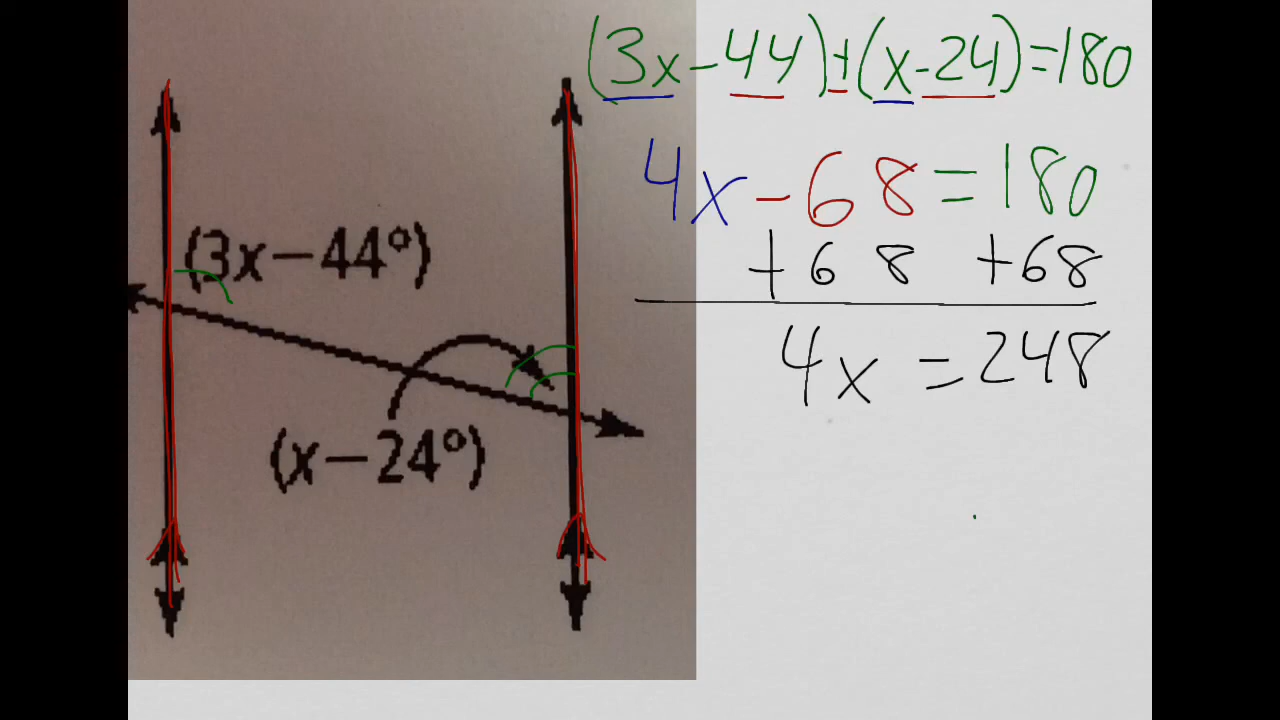 (3x-44)+(x-24)=180
4x-68=180
+68 +68
4x=248
(3x-44°)
(x-24°)